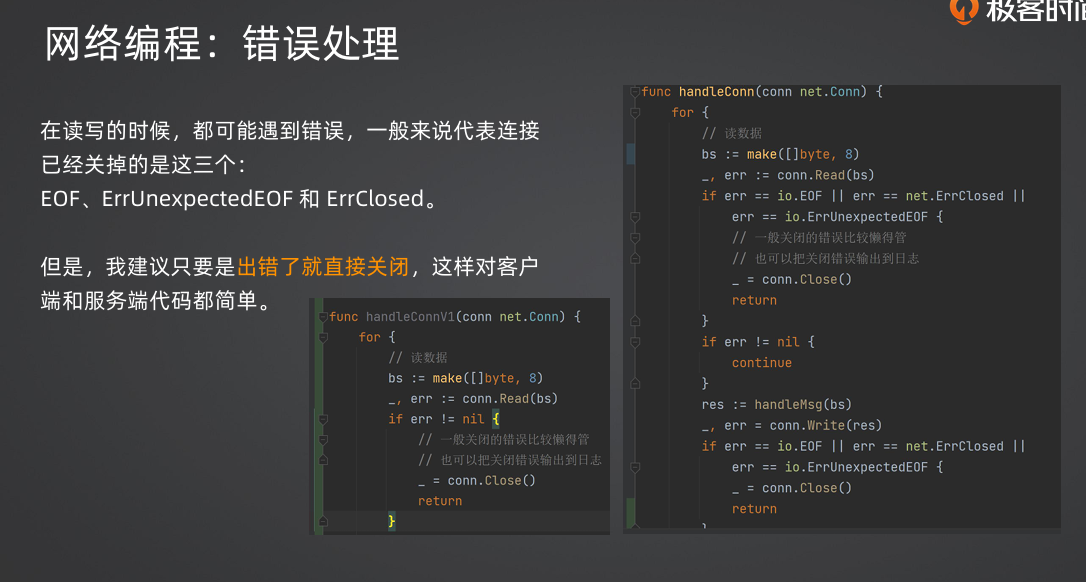 极客时间
网络编程：错误处理
在读写的时候，都可能遇到错误，一般来说代表连接
已经关掉的是这三个：
EOF、ErrUnexpectedEOF 和 ErrClosed。
但是，我建议只要是出错了就直接关闭，这样对客户
端和服务端代码都简单。
func handleConnV1(conn net.Conn) {
for {
// 读数据
bs := make([]byte, 8)
_, err := conn.Read(bs)
if err != nil {
// 一般关闭的错误比较懒得管
// 也可以把关闭错误输出到日志
_ = conn.Close()
return
}
func handleConn(conn net.Conn) {
for {
// 读数据
bs := make([]byte, 8)
_, err := conn.Read(bs)
if err == io.EOF || err == net.ErrClosed ||
err == io.ErrUnexpectedEOF {
// 一般关闭的错误比较懒得管
// 也可以把关闭错误输出到日志
_ = conn.Close()
return
}
if err != nil {
continue
}
res := handleMsg(bs)
_, err = conn.Write(res)
if err == io.EOF || err == net.ErrClosed ||
err == io.ErrUnexpectedEOF {
_ = conn.Close()
return
}